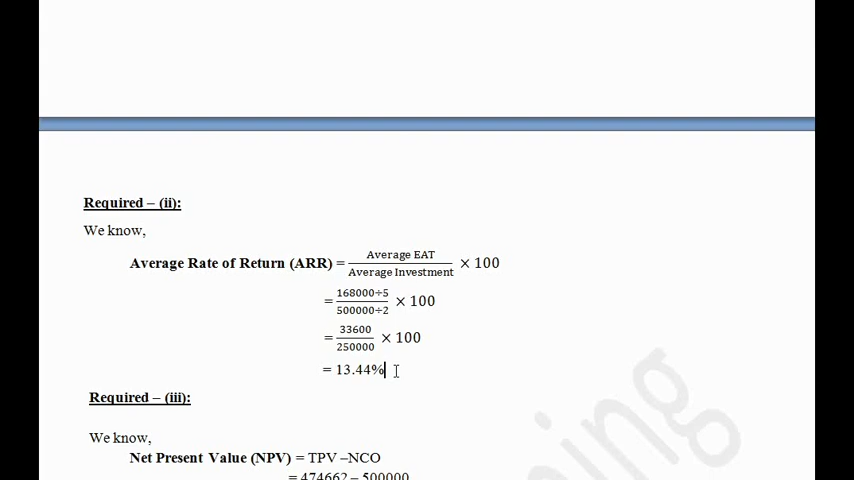 Required – (ii):
We know,
Average Rate of Return (ARR) = Average EAT / Average Investment × 100
= 168000÷5 / 500000÷2 × 100
= 33600 / 250000 × 100
= 13.44%
Required – (iii):
We know,
Net Present Value (NPV) = TPV –NCO
= 474662 – 500000